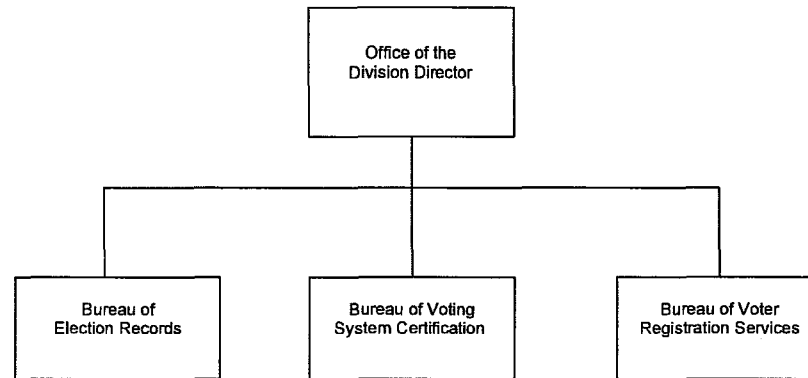 Office of the
Division Director
Bureau of
Election Records
Bureau of Voting
System Certification
Bureau of Voter
Registration Services